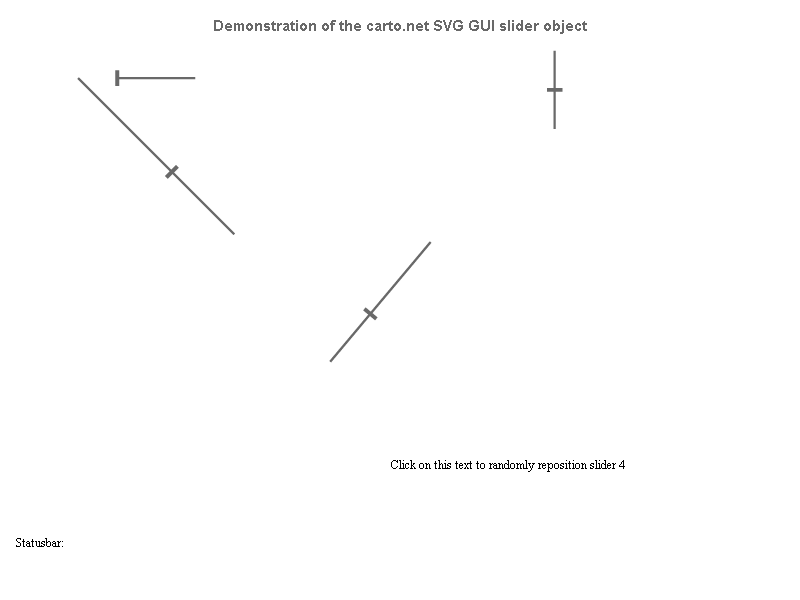 Demonstration of the carto.net SVG GUI slider object
Click on this text to randomly reposition slider 4
Statusbar: